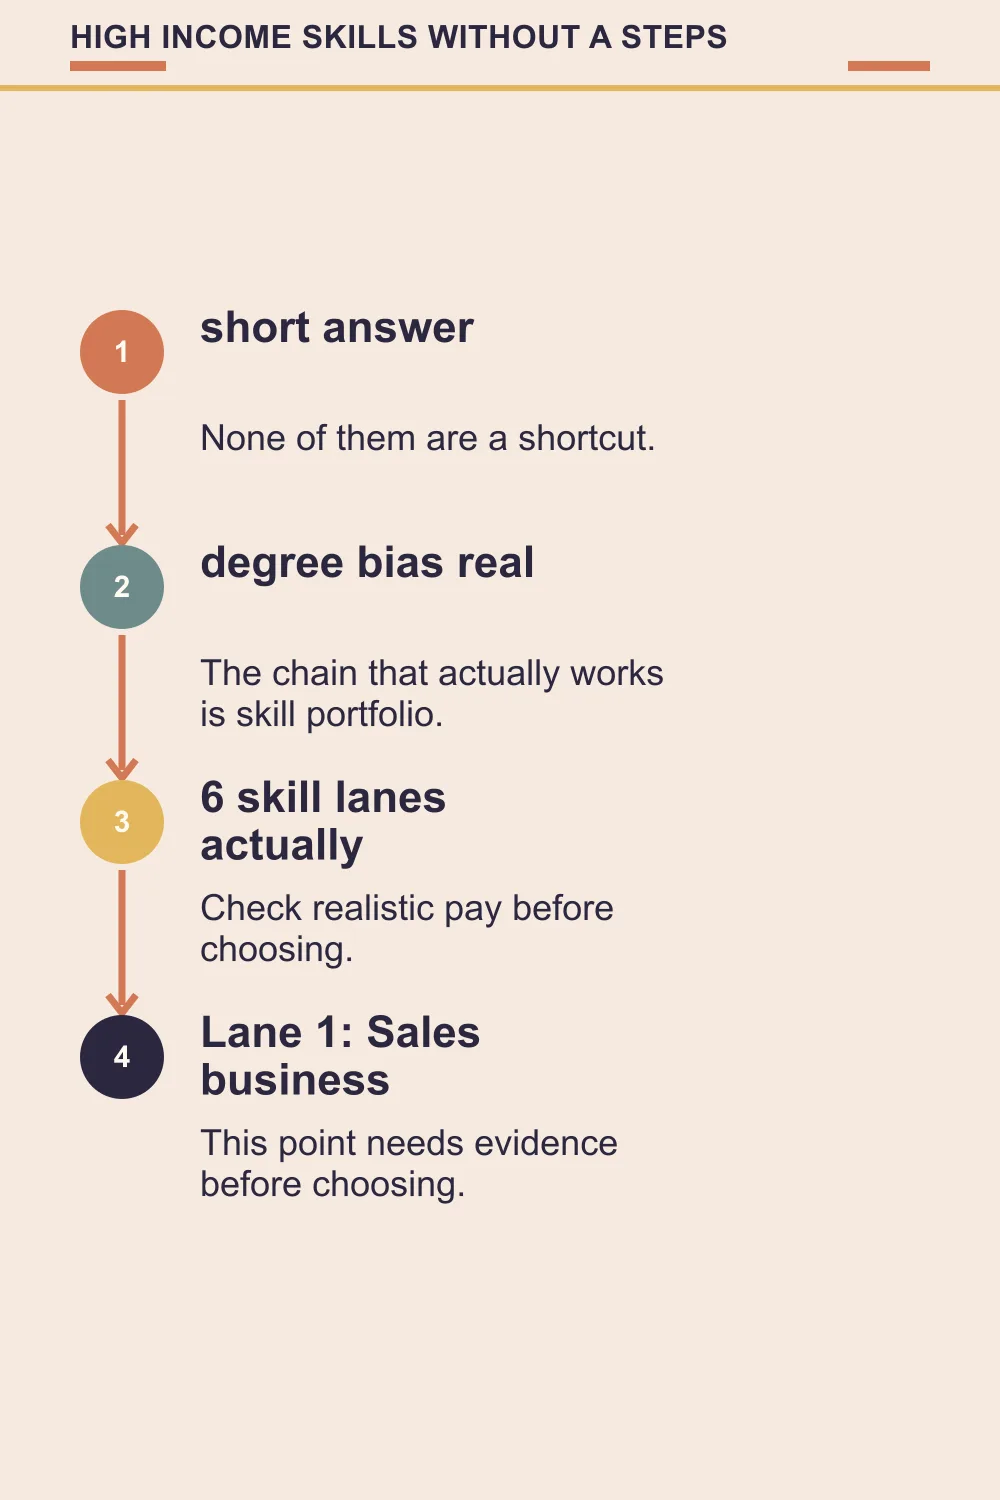 HIGH INCOME SKILLS WITHOUT A STEPS
1
short answer
None of them are a shortcut.
2
degree bias real
The chain that actually works
is skill portfolio.
3
6 skill lanes
actually
Check realistic pay before
choosing.
4
Lane 1: Sales
business
This point needs evidence
before choosing.